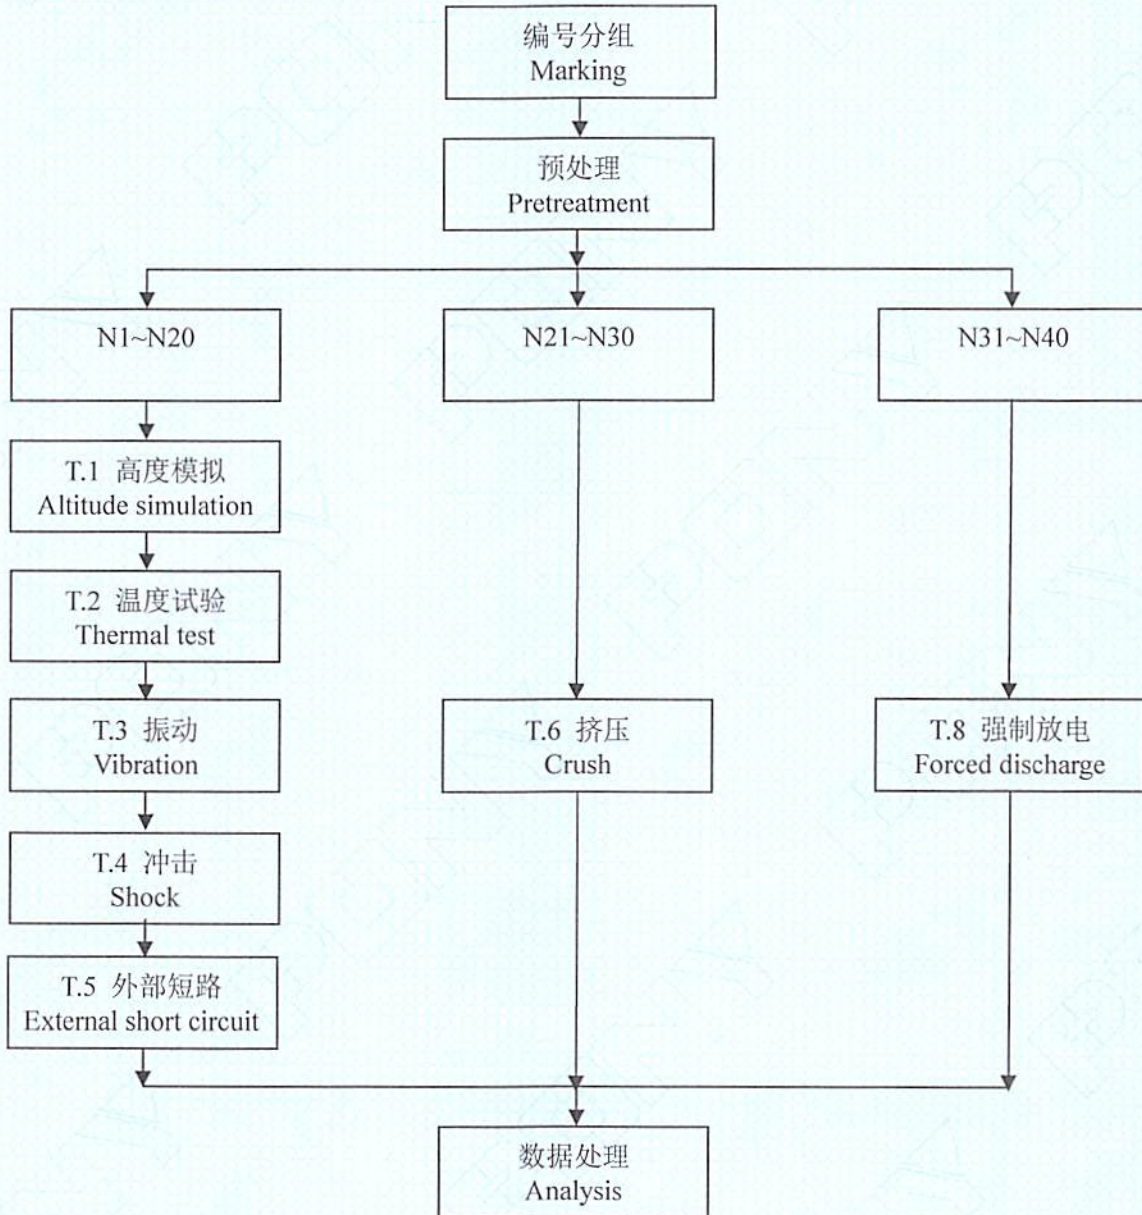 编号分组
Marking
预处理
Pretreatment
N1~N20
N21~N30
N31~N40
T.1 高度模拟
Altitude simulation
T.2 温度试验
Thermal test
T.3 振动
Vibration
T.6 挤压
Crush
T.8 强制放电
Forced discharge
T.4 冲击
Shock
T.5 外部短路
External short circuit
数据处理
Analysis